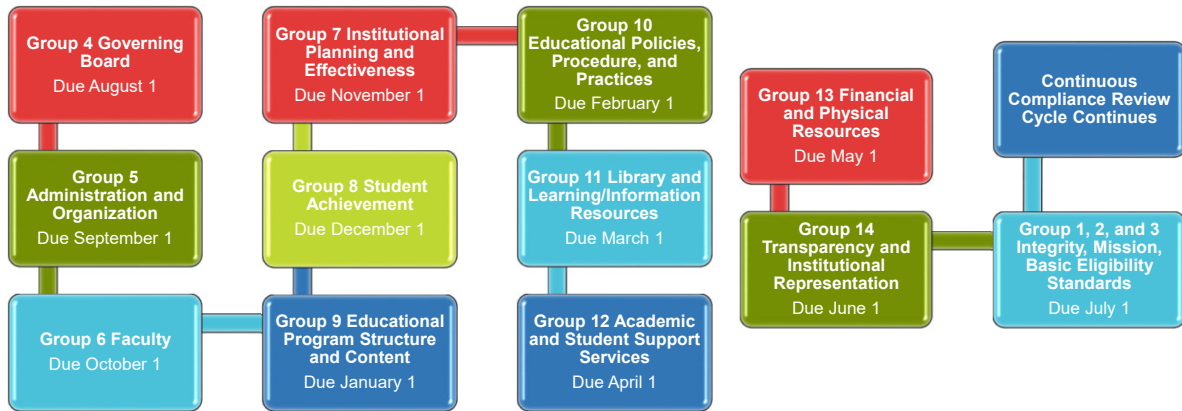 Group 4 Governing
Board
Due August 1
Group 5
Administration and
Organization
Due September 1
Group 6 Faculty
Due October 1
Group 7 Institutional
Planning and
Effectiveness
Due November 1
Group 8 Student
Achievement
Due December 1
Group 9 Educational
Program Structure
and Content
Due January 1
Group 10
Educational Policies,
Procedure, and
Practices
Due February 1
Group 11 Library and
Learning/Information
Resources
Due March 1
Group 12 Academic
and Student Support
Services
Due April 1
Group 13 Financial
and Physical
Resources
Due May 1
Group 14
Transparency and
Institutional
Representation
Due June 1
Group 1, 2, and 3
Integrity, Mission,
Basic Eligibility
Standards
Due July 1
Continuous
Compliance Review
Cycle Continues